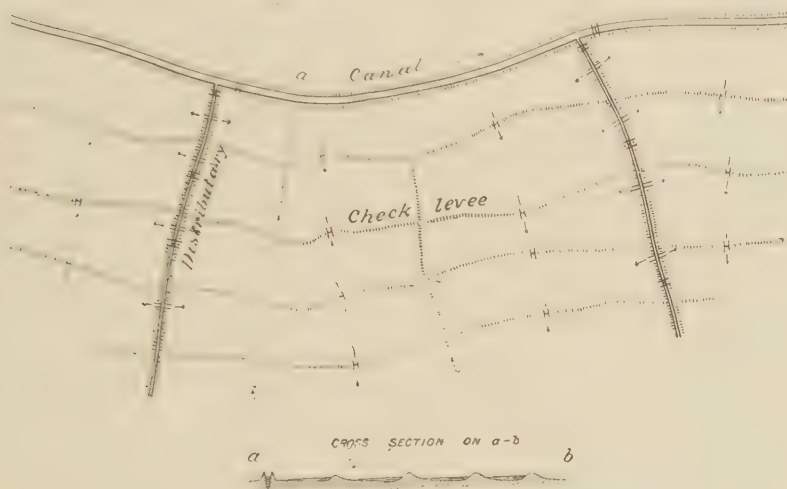 a Canal
Distributary
Check levee
CROSS SECTION ON a-b
a b